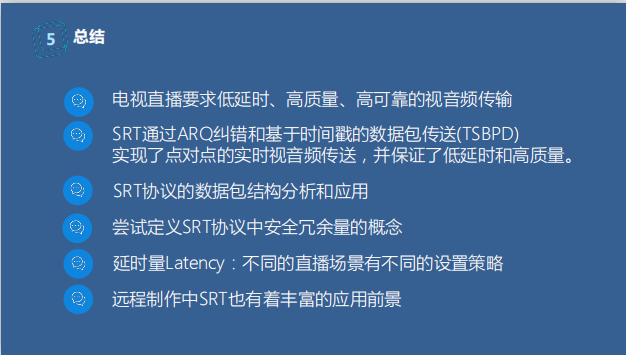 5 总结
电视直播要求低延时、高质量、高可靠的视音频传输
SRT通过ARQ纠错和基于时间戳的数据包传送(TSBPD)
实现了点对点的实时视音频传送，并保证了低延时和高质量。
SRT协议的数据包结构分析和应用
尝试定义SRT协议中安全冗余量的概念
延时量Latency：不同的直播场景有不同的设置策略
远程制作中SRT也有着丰富的应用前景